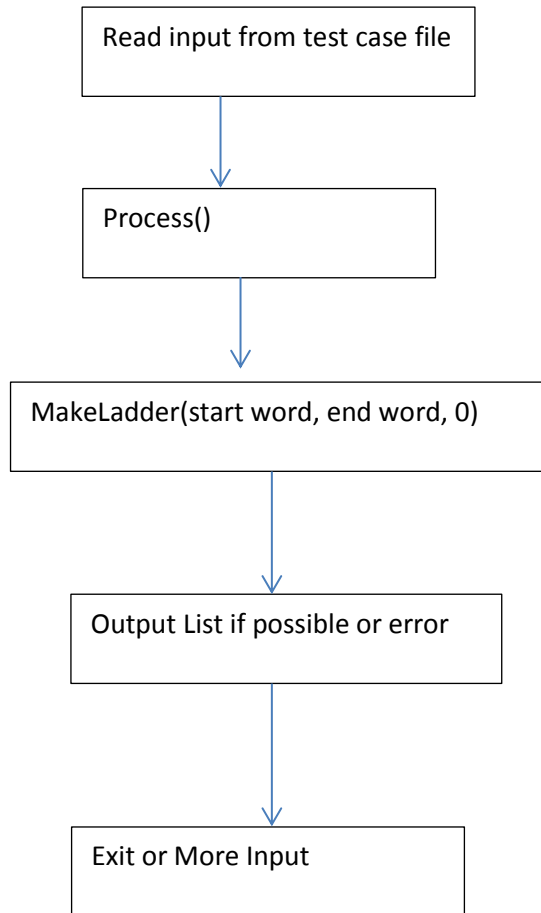 Read input from test case file
Process()
MakeLadder(start word, end word, 0)
Output List if possible or error
Exit or More Input